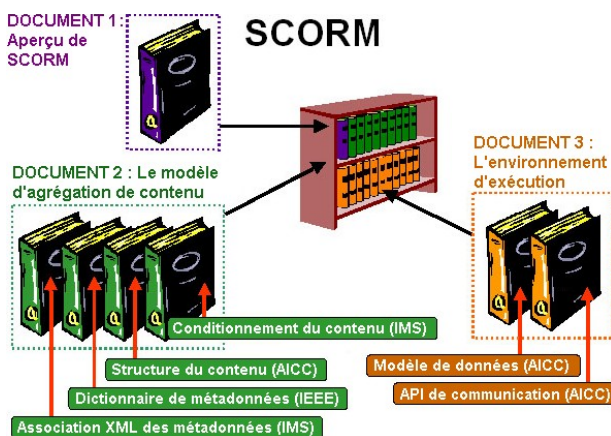 DOCUMENT 1:
Aperçu de
SCORM
SCORM
DOCUMENT 2 : Le modèle
d'agrégation de contenu
DOCUMENT 3 :
L'environnement
d'exécution
Conditionnement du contenu (IMS)
Structure du contenu (AICC)
Dictionnaire de métadonnées (IEEE)
Association XML des métadonnées (IMS)
Modèle de données (AICC)
API de communication (AICC)